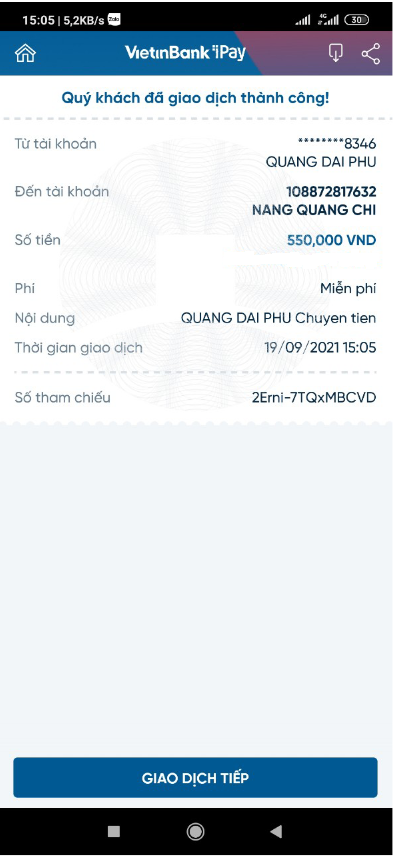 15:05 | 5,2KB/s Zalo 4G 30
VietinBank iPay
Quý khách đã giao dịch thành công!
Từ tài khoản ********8346
QUANG DAI PHU
Đến tài khoản 108872817632
NANG QUANG CHI
Số tiền 550,000 VND
Phí Miễn phí
Nội dung QUANG DAI PHU Chuyen tien
Thời gian giao dịch 19/09/2021 15:05
Số tham chiếu 2Erni-7TQxMBCVD
GIAO DỊCH TIẾP